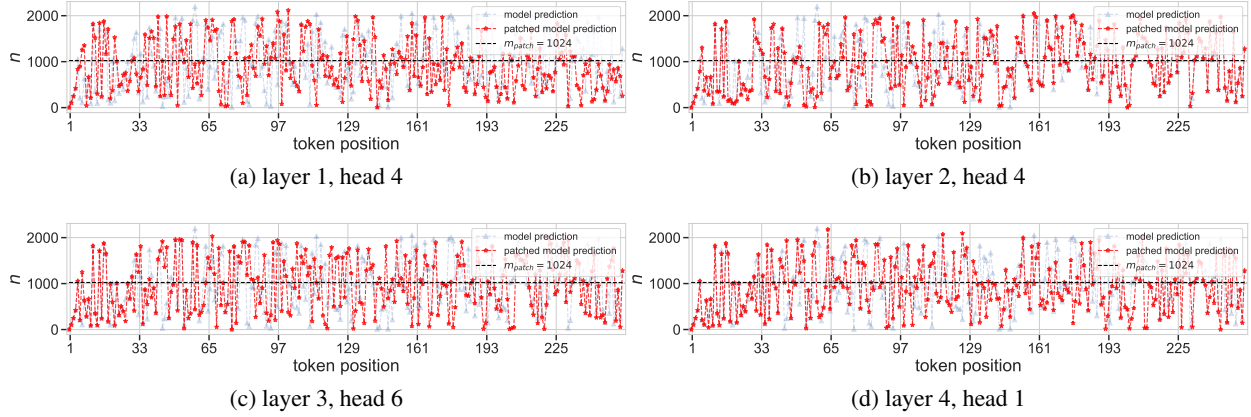 2000
1000
0
n
1 33 65 97 129 161 193 225
token position
model prediction
patched model prediction
m_patch = 1024
(a) layer 1, head 4
2000
1000
0
n
1 33 65 97 129 161 193 225
token position
model prediction
patched model prediction
m_patch = 1024
(b) layer 2, head 4
2000
1000
0
n
1 33 65 97 129 161 193 225
token position
model prediction
patched model prediction
m_patch = 1024
(c) layer 3, head 6
2000
1000
0
n
1 33 65 97 129 161 193 225
token position
model prediction
patched model prediction
m_patch = 1024
(d) layer 4, head 1